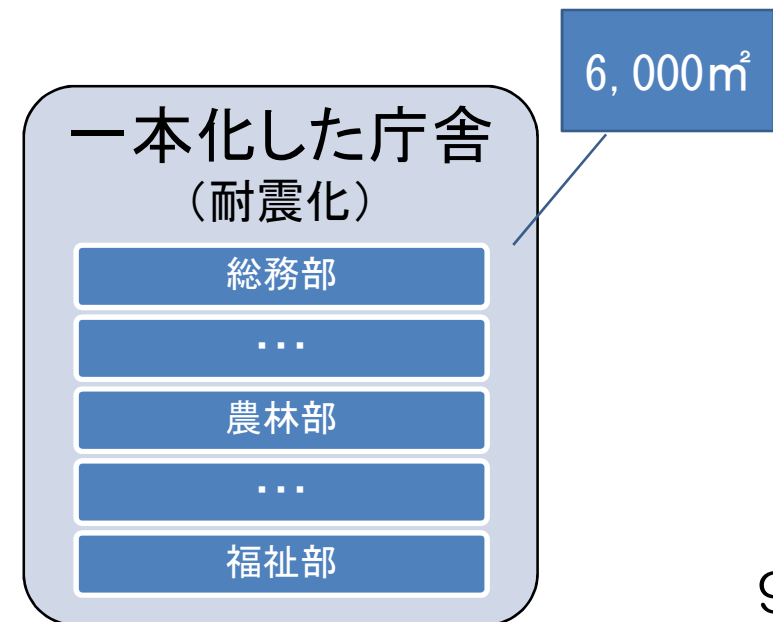 6,000㎡
一本化した庁舎
（耐震化）
総務部
・・・
農林部
・・・
福祉部